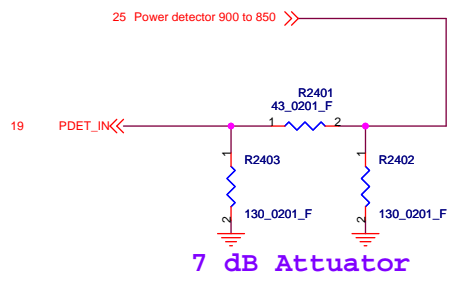 25 Power detector 900 to 850
R2401
43_0201_F
1 2
19 PDET_IN
1 R2403
1 R2402
2 130_0201_F
2 130_0201_F
7 dB Attuator